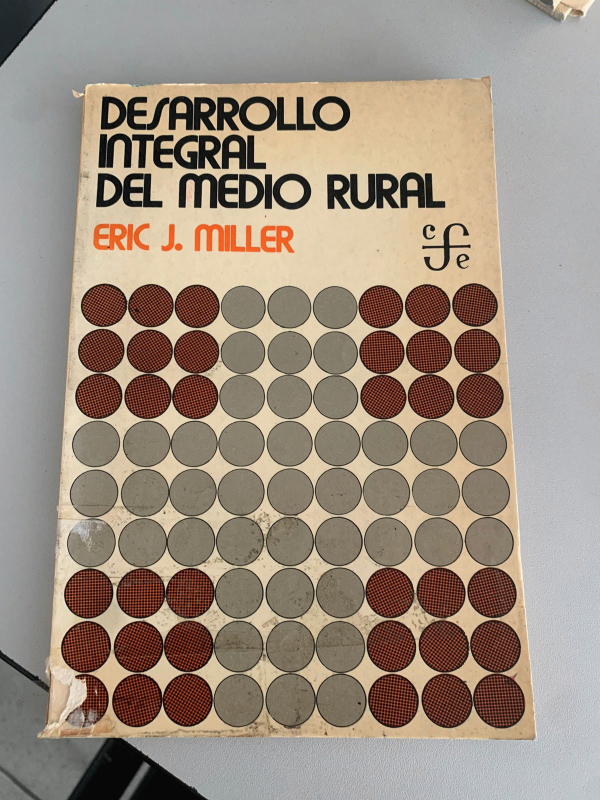 DESARROLLO
INTEGRAL
DEL MEDIO RURAL
ERIC J. MILLER
cfe